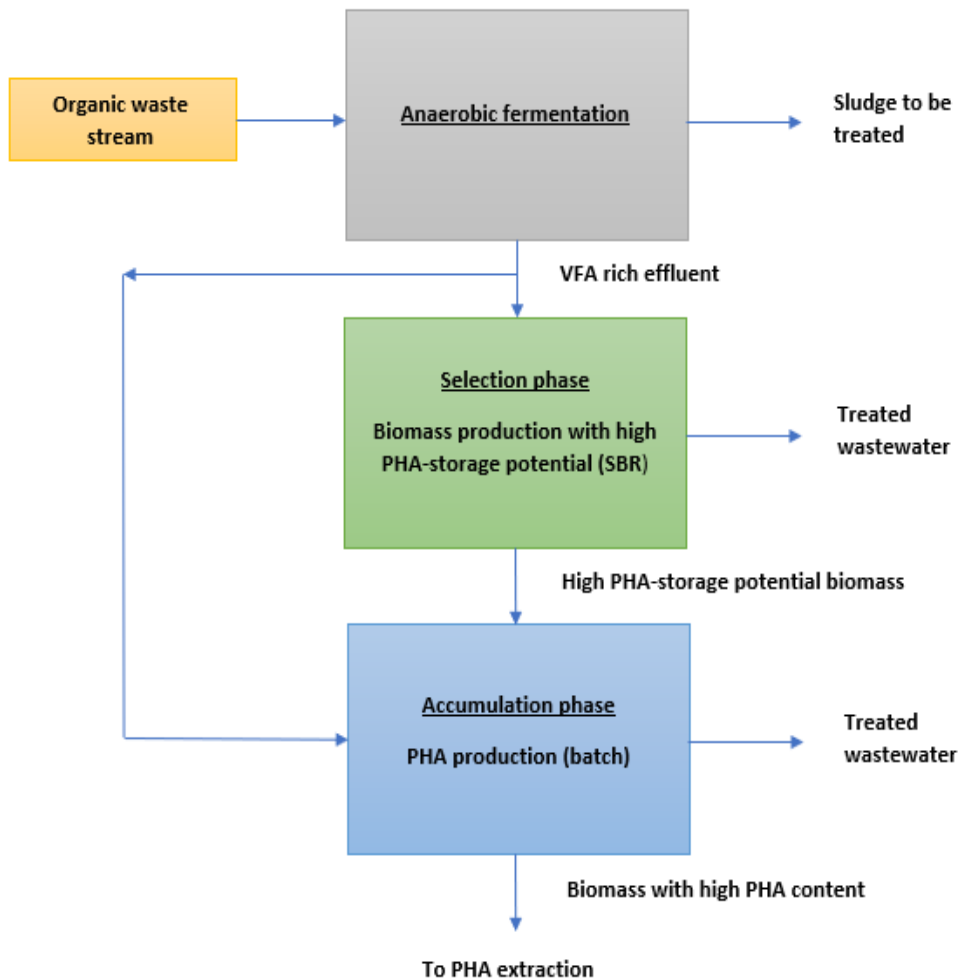 Organic waste
stream
Anaerobic fermentation
Sludge to be
treated
VFA rich effluent
Selection phase
Biomass production with high
PHA-storage potential (SBR)
Treated
wastewater
High PHA-storage potential biomass
Accumulation phase
PHA production (batch)
Treated
wastewater
Biomass with high PHA content
To PHA extraction